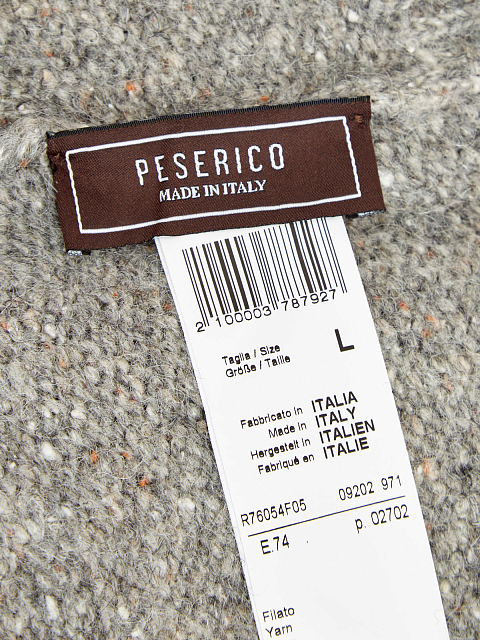 PESERICO
MADE IN ITALY
2 100003 787927
Taglia / Size L
Größe / Taille
Fabbricato in ITALIA
Made in ITALY
Hergestellt in ITALIEN
Fabriqué en ITALIE
R76054F05 09202 971
E.74 p. 02702
Filato
Yarn